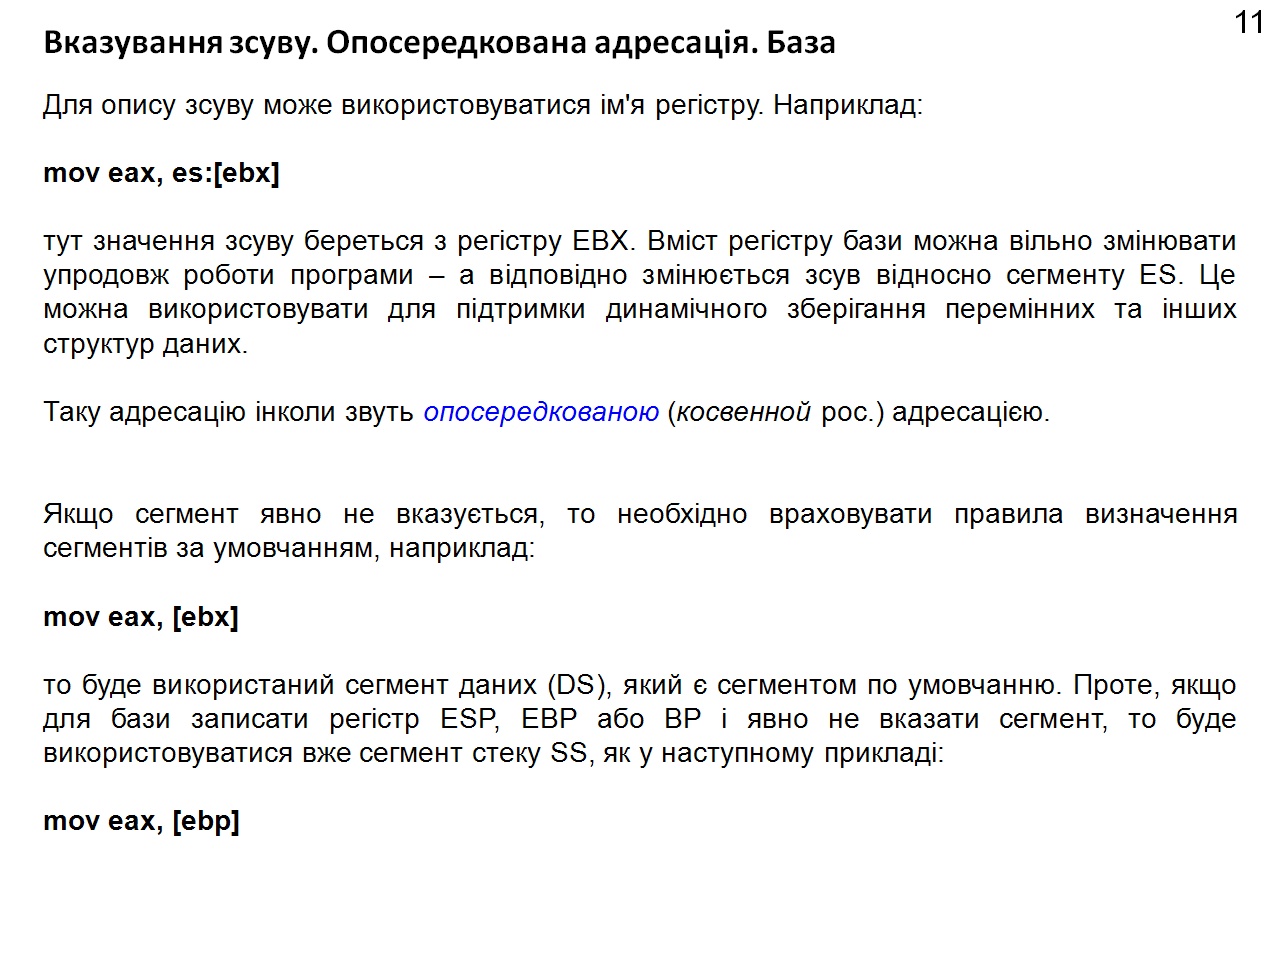 11
Вказування зсуву. Опосередкована адресація. База
Для опису зсуву може використовуватися ім'я регістру. Наприклад:
mov eax, es:[ebx]
тут значення зсуву береться з регістру EBX. Вміст регістру бази можна вільно змінювати
упродовж роботи програми – а відповідно змінюється зсув відносно сегменту ES. Це
можна використовувати для підтримки динамічного зберігання перемінних та інших
структур даних.
Таку адресацію інколи звуть опосередкованою (косвенной рос.) адресацією.
Якщо сегмент явно не вказується, то необхідно враховувати правила визначення
сегментів за умовчанням, наприклад:
mov eax, [ebx]
то буде використаний сегмент даних (DS), який є сегментом по умовчанню. Проте, якщо
для бази записати регістр ESP, EBP або BP і явно не вказати сегмент, то буде
використовуватися вже сегмент стеку SS, як у наступному прикладі:
mov eax, [ebp]